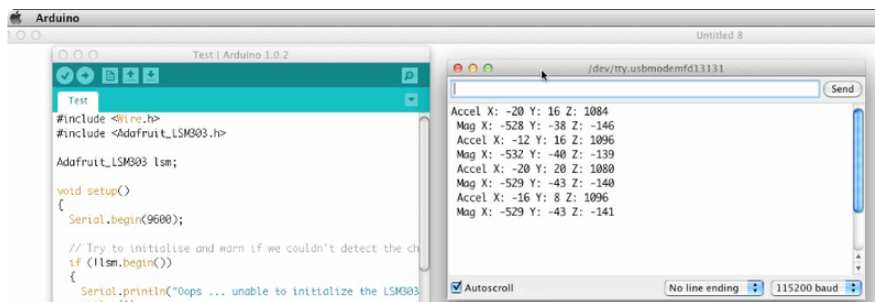 Arduino
Untitled 8
Test | Arduino 1.0.2
Test
#include <Wire.h>
#include <Adafruit_LSM303.h>
Adafruit_LSM303 lsm;
void setup()
{
Serial.begin(9600);
// Try to initialise and warn if we couldn't detect the ch
if (!lsm.begin())
{
Serial.println("Oops ... unable to initialize the LSM303
/dev/tty.usbmodemfd13131
Send
Accel X: -20 Y: 16 Z: 1084
Mag X: -528 Y: -38 Z: -146
Accel X: -12 Y: 16 Z: 1096
Mag X: -532 Y: -40 Z: -139
Accel X: -20 Y: 20 Z: 1080
Mag X: -529 Y: -43 Z: -140
Accel X: -16 Y: 8 Z: 1096
Mag X: -529 Y: -43 Z: -141
Autoscroll
No line ending
115200 baud